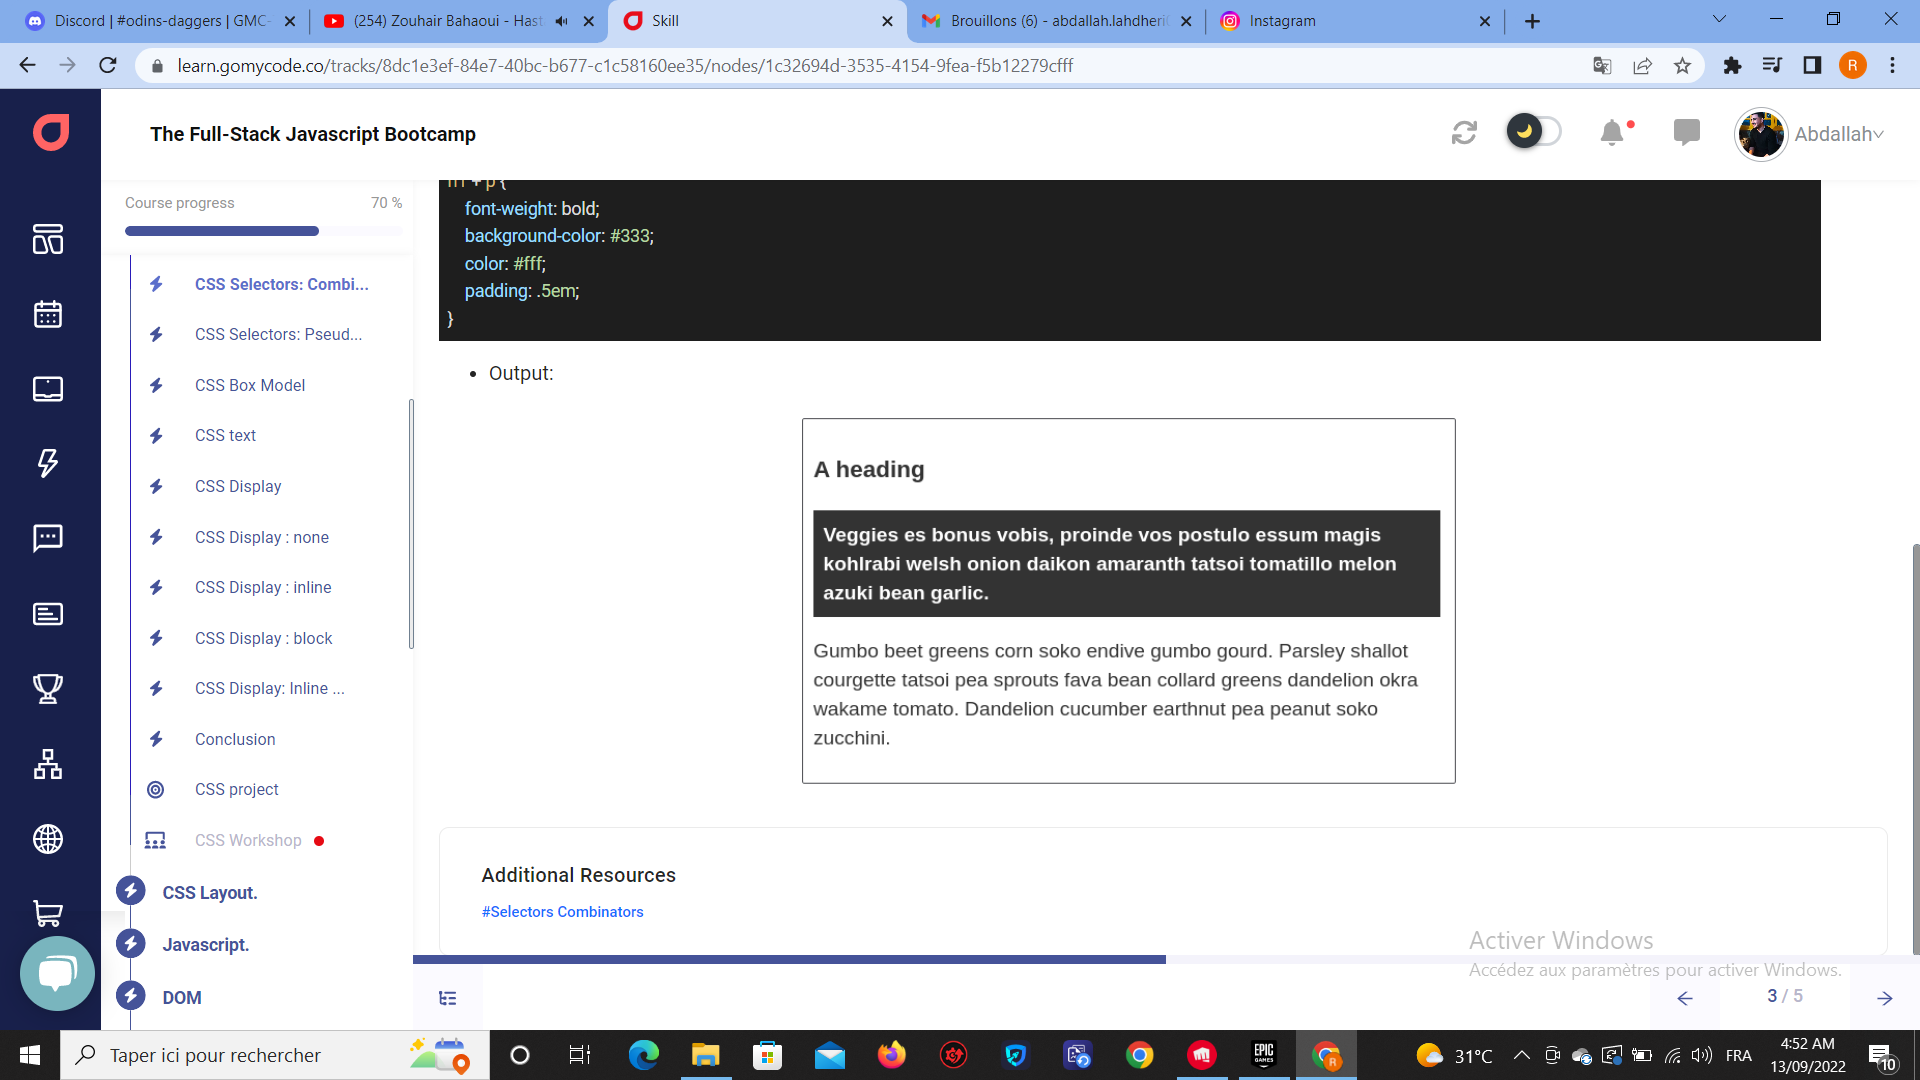 Discord | #odins-daggers | GMC-
(254) Zouhair Bahaoui - Hast
Skill
Brouillons (6) - abdallah.lahdheri
Instagram
learn.gomycode.co/tracks/8dc1e3ef-84e7-40bc-b677-c1c58160ee35/nodes/1c32694d-3535-4154-9fea-f5b12279cfff
R
The Full-Stack Javascript Bootcamp
Abdallah
Course progress
70 %
CSS Selectors: Combi...
CSS Selectors: Pseud...
CSS Box Model
CSS text
CSS Display
CSS Display : none
CSS Display : inline
CSS Display : block
CSS Display: Inline ...
Conclusion
CSS project
CSS Workshop
CSS Layout.
Javascript.
DOM
h1 + p {
font-weight: bold;
background-color: #333;
color: #fff;
padding: .5em;
}
• Output:
A heading
Veggies es bonus vobis, proinde vos postulo essum magis
kohlrabi welsh onion daikon amaranth tatsoi tomatillo melon
azuki bean garlic.
Gumbo beet greens corn soko endive gumbo gourd. Parsley shallot
courgette tatsoi pea sprouts fava bean collard greens dandelion okra
wakame tomato. Dandelion cucumber earthnut pea peanut soko
zucchini.
Additional Resources
#Selectors Combinators
Activer Windows
Accédez aux paramètres pour activer Windows.
3 / 5
Taper ici pour rechercher
EPIC
GAMES
R
31°C
FRA
4:52 AM
13/09/2022
10